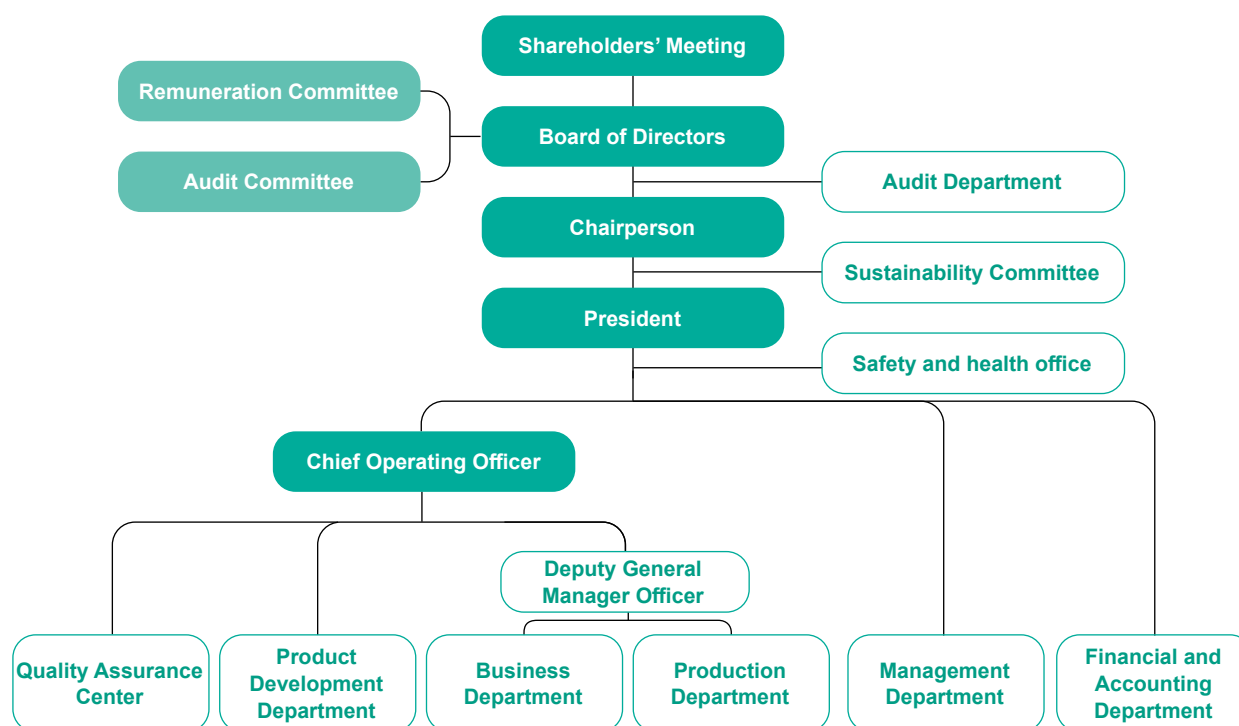 Shareholders’ Meeting
Remuneration Committee
Board of Directors
Audit Committee
Audit Department
Chairperson
Sustainability Committee
President
Safety and health office
Chief Operating Officer
Deputy General
Manager Officer
Quality Assurance
Center
Product
Development
Department
Business
Department
Production
Department
Management
Department
Financial and
Accounting
Department